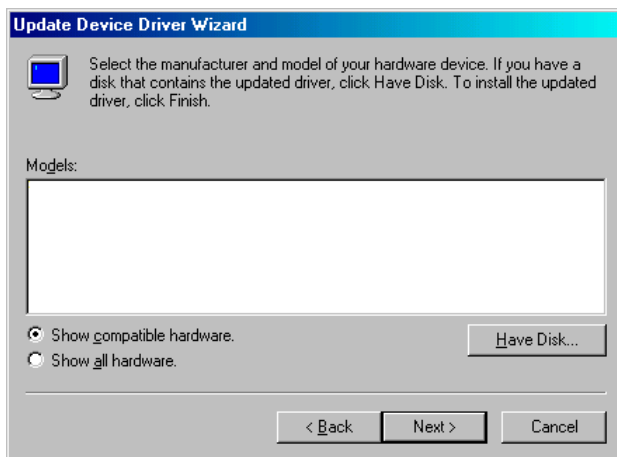 Update Device Driver Wizard
Select the manufacturer and model of your hardware device. If you have a
disk that contains the updated driver, click Have Disk. To install the updated
driver, click Finish.
Models:
Show compatible hardware.
Have Disk...
Show all hardware.
< Back
Next >
Cancel